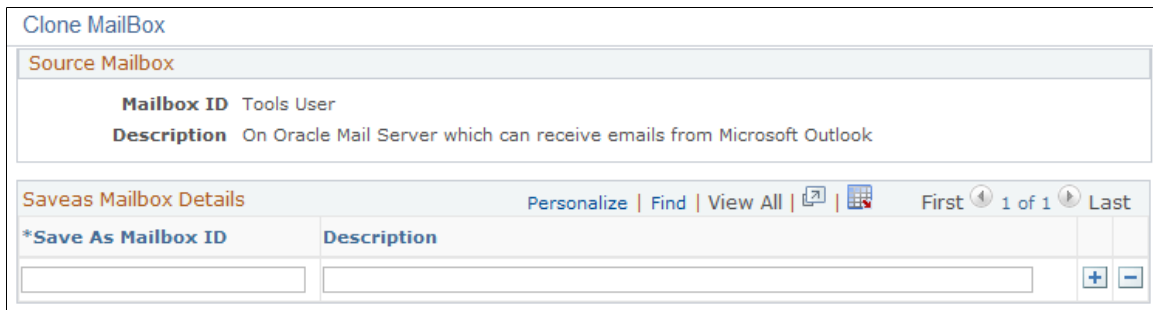 Clone MailBox
Source Mailbox
Mailbox ID Tools User
Description On Oracle Mail Server which can receive emails from Microsoft Outlook
Saveas Mailbox Details Personalize | Find | View All | | First 1 of 1 Last
*Save As Mailbox ID Description